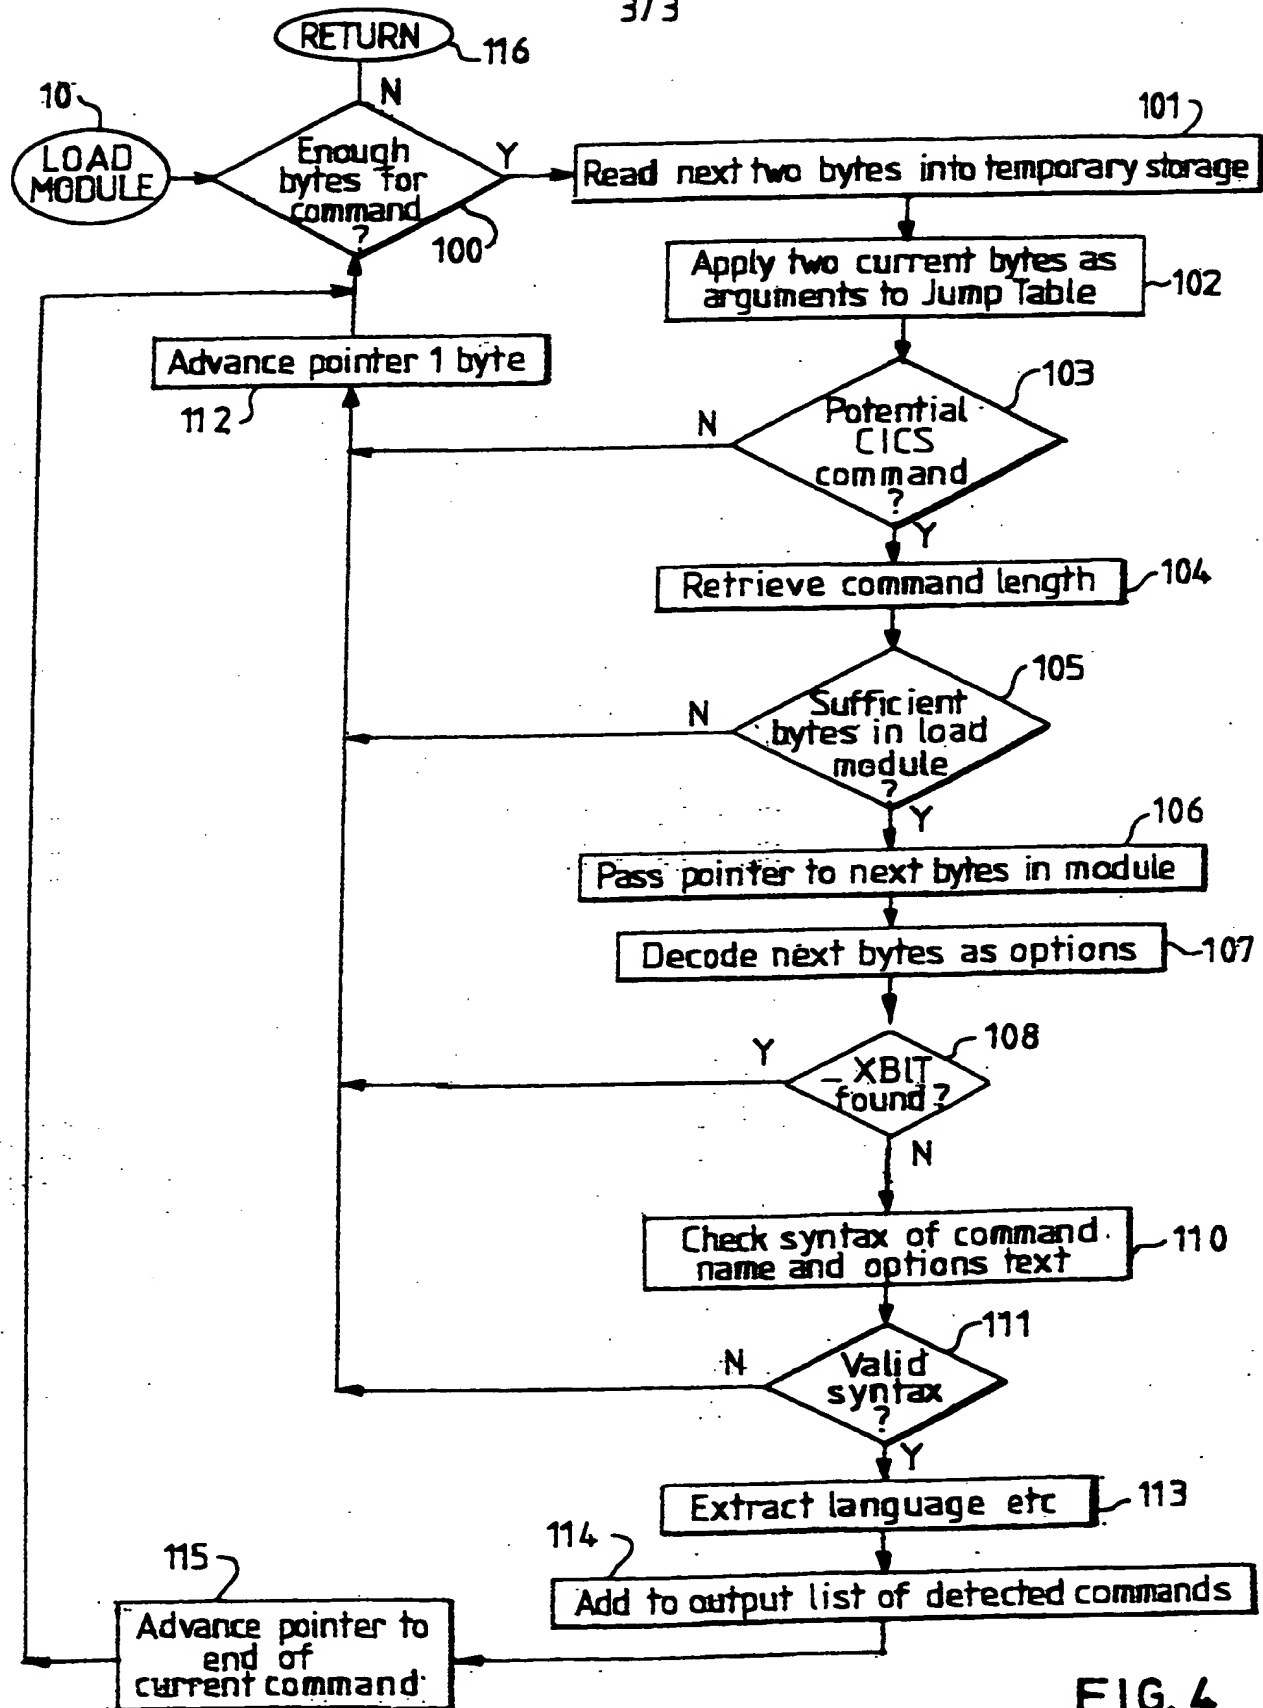 3/3
RETURN
116
N
10
LOAD
MODULE
Enough
bytes for
command
?
100
Y
101
Read next two bytes into temporary storage
Apply two current bytes as
arguments to Jump Table
102
Advance pointer 1 byte
112
103
Potential
CICS
command
?
N
Y
Retrieve command length
104
105
Sufficient
bytes in load
module
?
N
Y
106
Pass pointer to next bytes in module
Decode next bytes as options
107
108
_ XBIT
found?
Y
N
Check syntax of command
name and options text
110
111
Valid
syntax
?
N
Y
Extract language etc
113
114
Add to output list of detected commands
115
Advance pointer to
end of
current command
FIG. 4